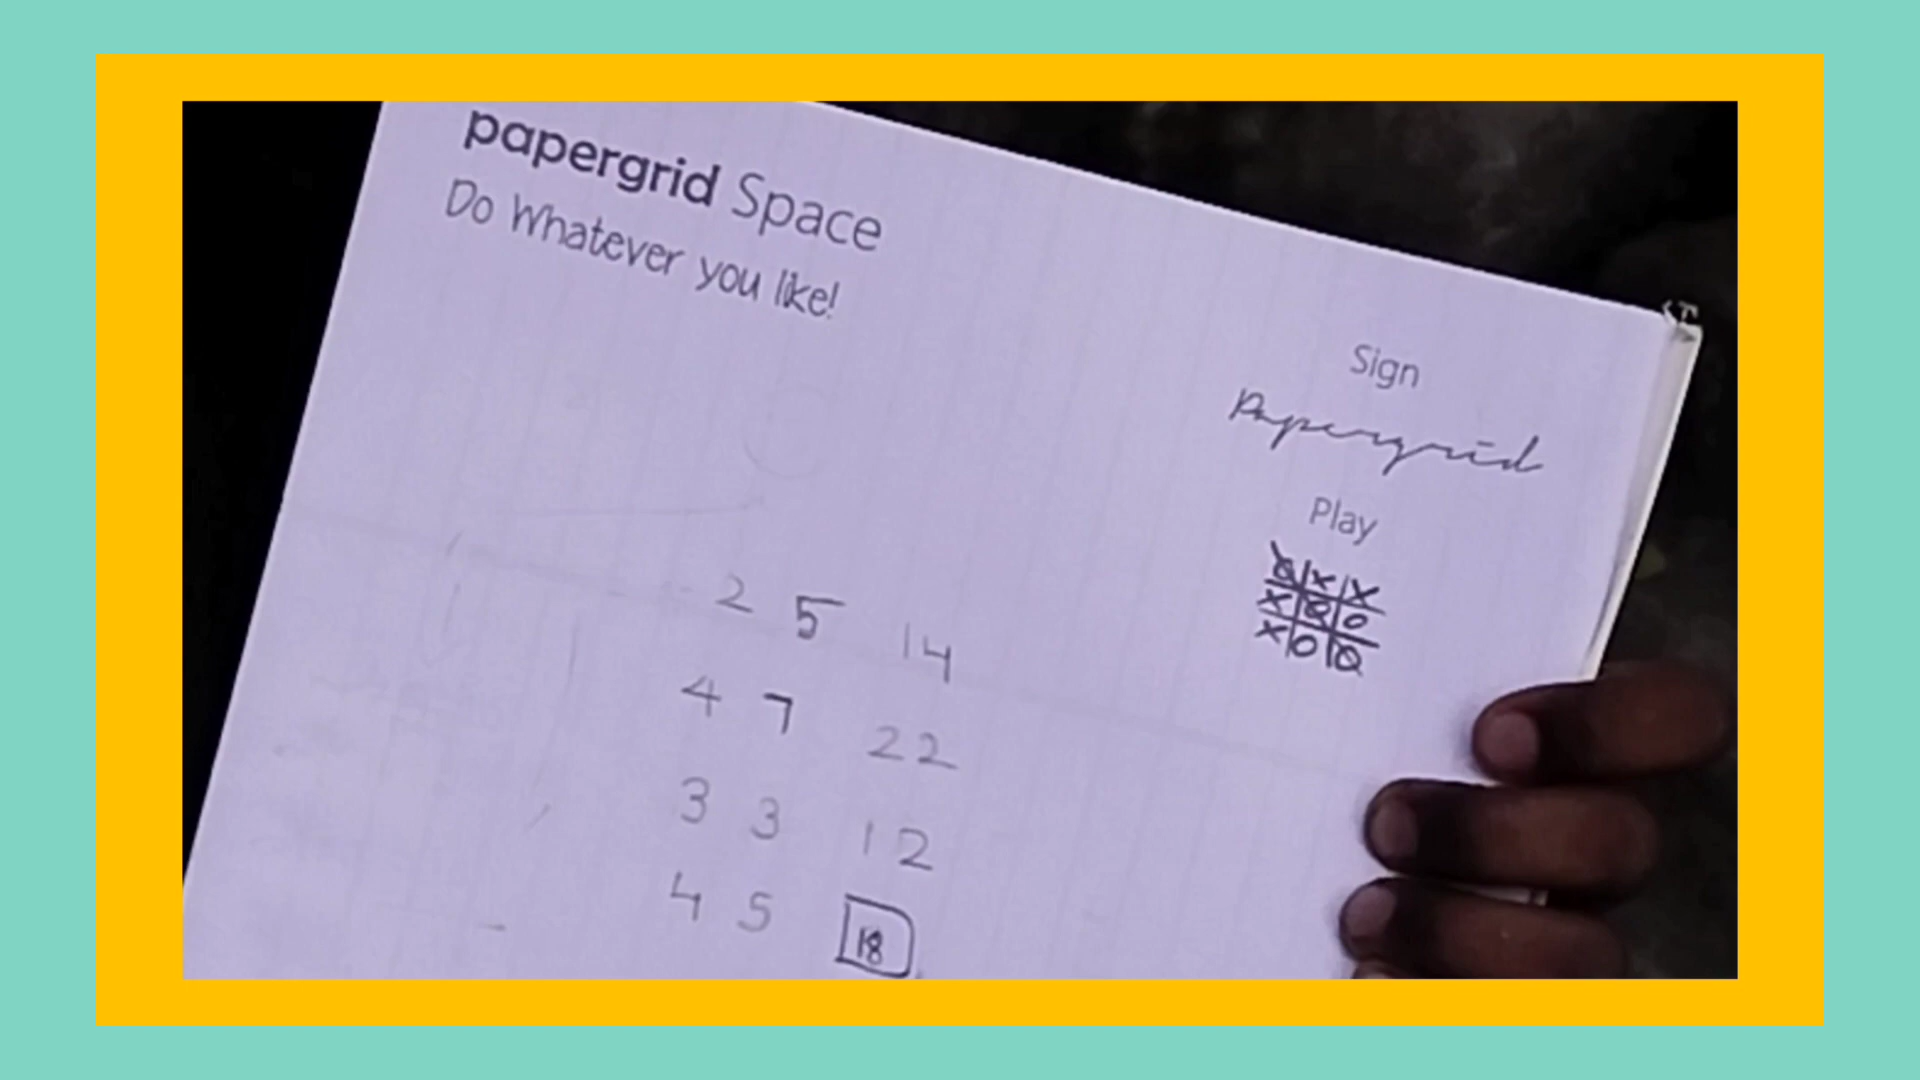 papergrid Space
Do Whatever you like!
Sign
Papergrid
Play
O X X
X O O
X O O
2 5 14
4 7 22
3 3 12
4 5 18